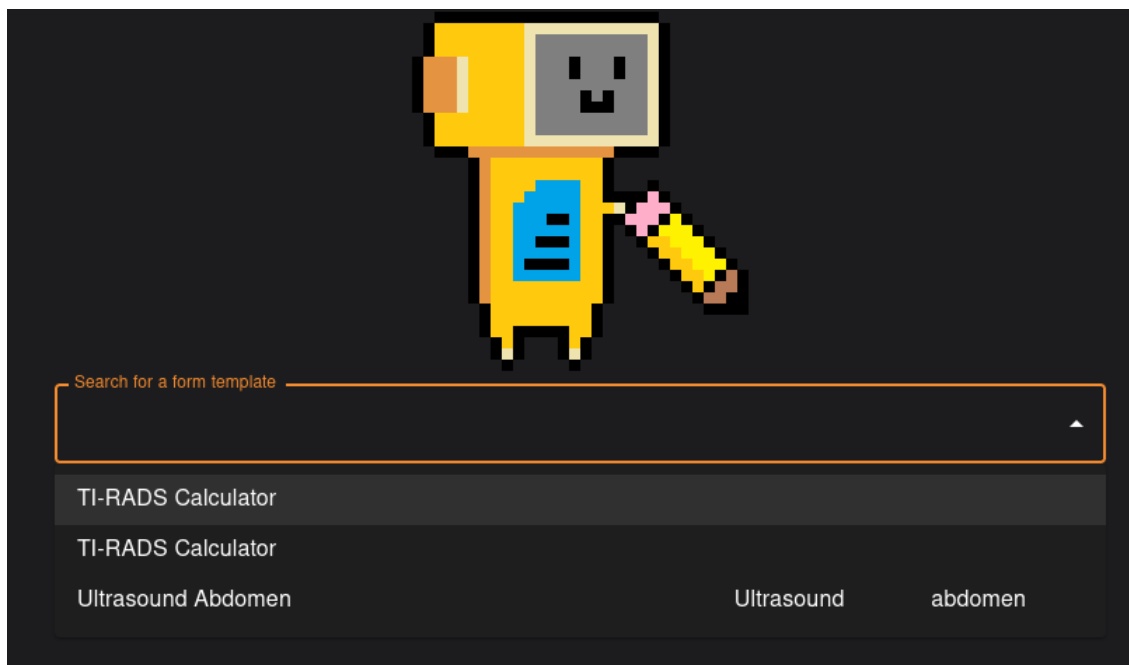 Search for a form template
TI-RADS Calculator
TI-RADS Calculator
Ultrasound Abdomen Ultrasound abdomen